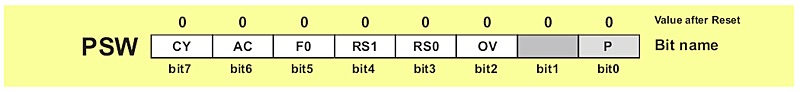 0 0 0 0 0 0 0 0 Value after Reset
PSW CY AC F0 RS1 RS0 OV P Bit name
bit7 bit6 bit5 bit4 bit3 bit2 bit1 bit0